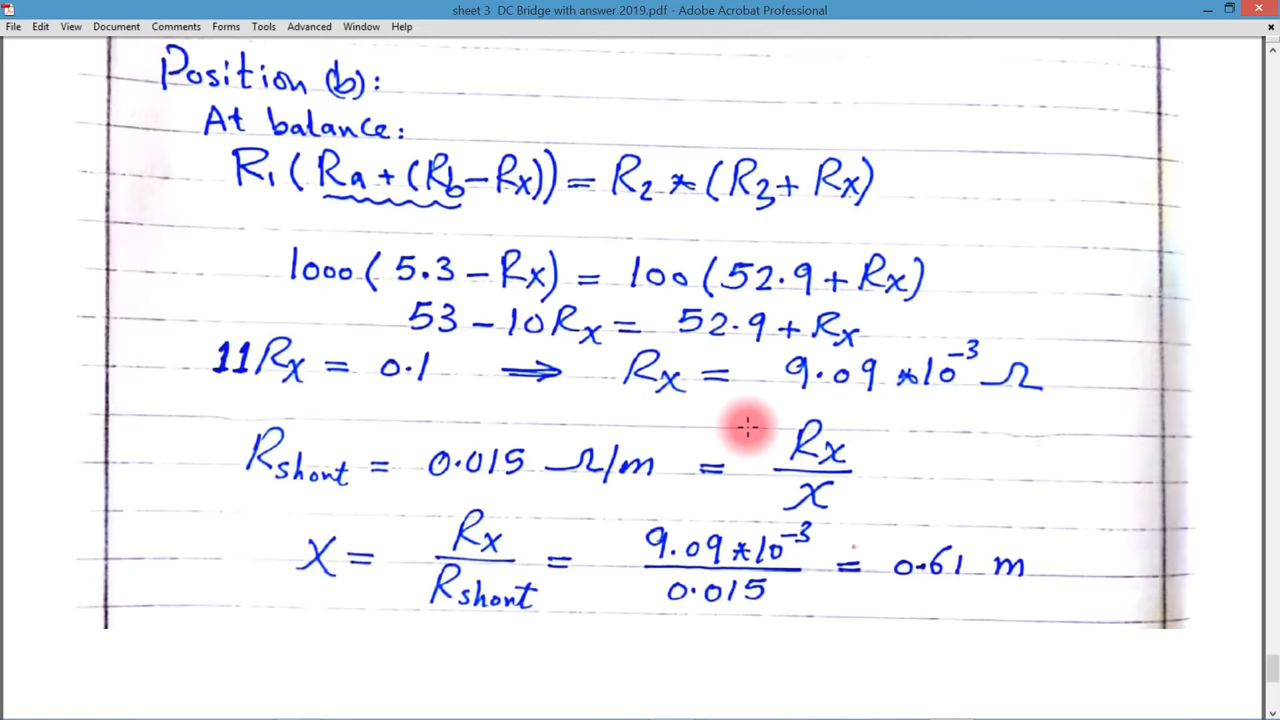 sheet 3 DC Bridge with answer 2019.pdf - Adobe Acrobat Professional
File Edit View Document Comments Forms Tools Advanced Window Help
Position (b):
At balance:
R₁(Ra+(Rb-Rx))=R₂*(R₃+Rx)
1000(5.3-Rx)=100(52.9+Rx)
53-10Rx=52.9+Rx
11Rx=0.1 ⟹ Rx=9.09*10⁻³ Ω
Rshont=0.015 Ω/m=Rx/x
X=Rx/Rshont=9.09*10⁻³/0.015=0.61 m